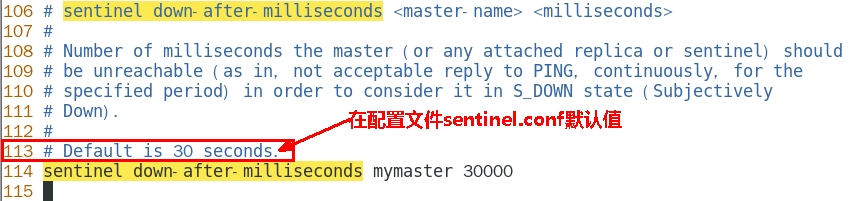 106 # sentinel down-after-milliseconds <master-name> <milliseconds>
107 #
108 # Number of milliseconds the master (or any attached replica or sentinel) should
109 # be unreachable (as in, not acceptable reply to PING, continuously, for the
110 # specified period) in order to consider it in S_DOWN state (Subjectively
111 # Down).
在配置文件sentinel.conf默认值
112 #
113 # Default is 30 seconds.
114 sentinel down-after-milliseconds mymaster 30000
115